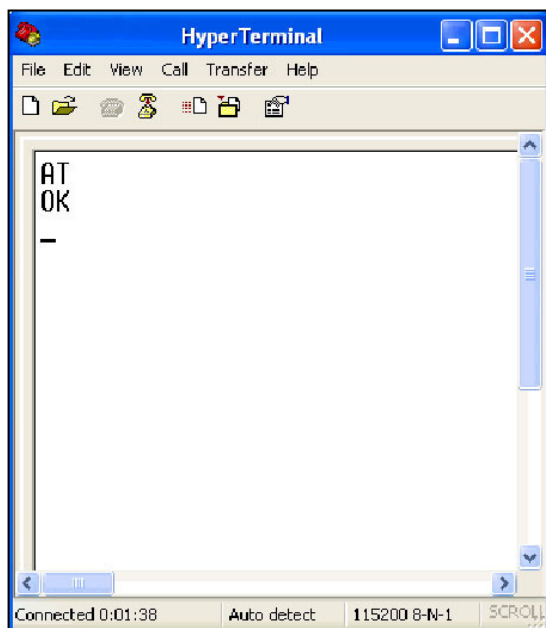 HyperTerminal
File Edit View Call Transfer Help
AT
OK
_
Connected 0:01:38 Auto detect 115200 8-N-1 SCROLL